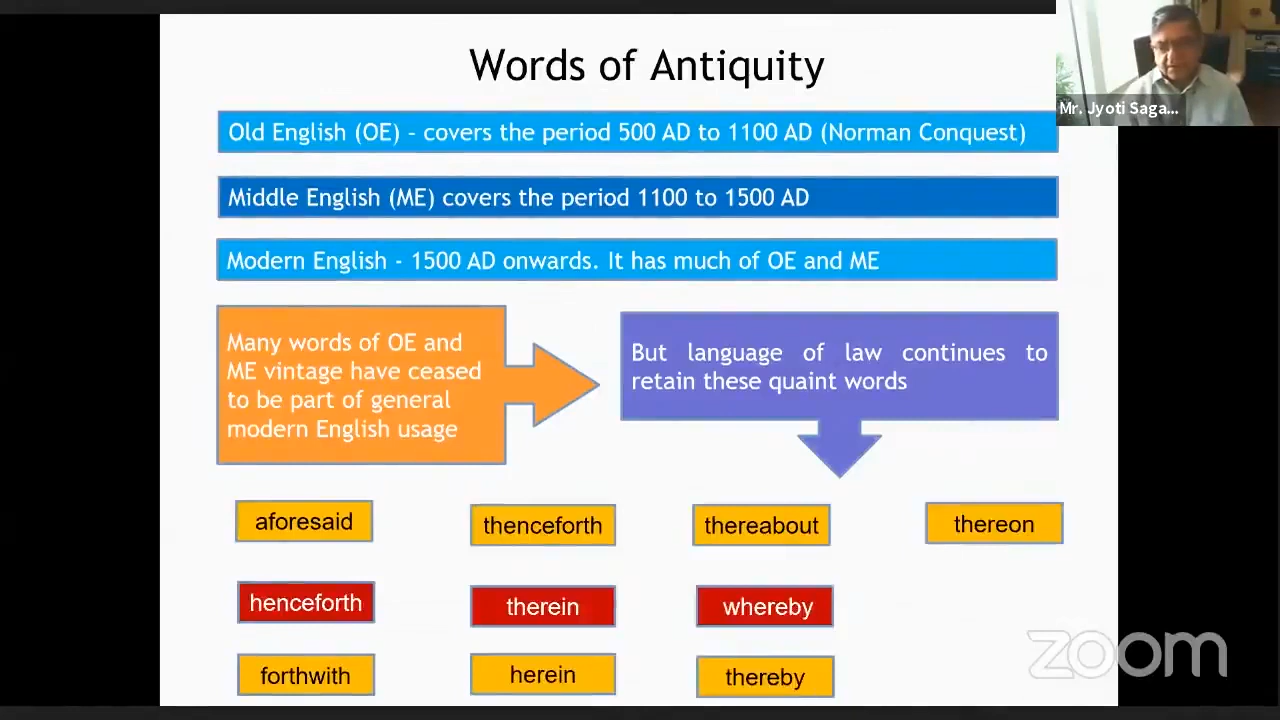 Words of Antiquity
Mr. Jyoti Saga...
Old English (OE) – covers the period 500 AD to 1100 AD (Norman Conquest)
Middle English (ME) covers the period 1100 to 1500 AD
Modern English - 1500 AD onwards. It has much of OE and ME
Many words of OE and
ME vintage have ceased
to be part of general
modern English usage
But language of law continues to
retain these quaint words
aforesaid
thenceforth
thereabout
thereon
henceforth
therein
whereby
forthwith
herein
thereby
zoom